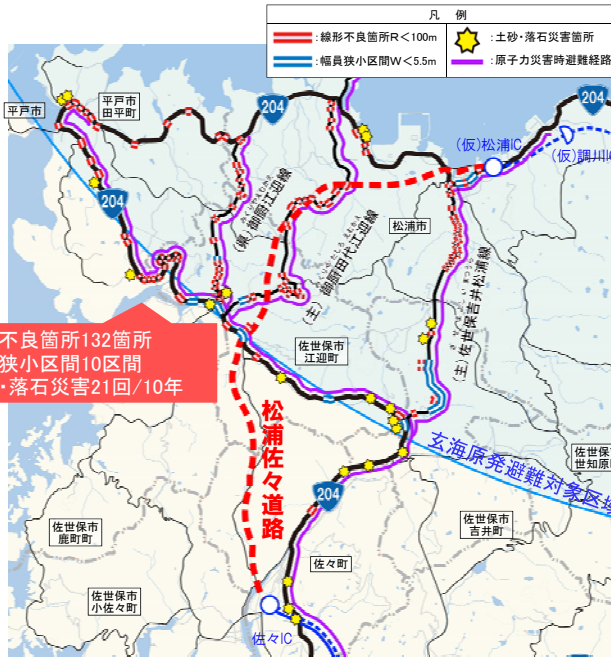 凡 例
:線形不良箇所R<100m
:土砂・落石災害箇所
:幅員狭小区間W<5.5m
:原子力災害時避難経路
204
平戸市
平戸市
田平町
(仮)松浦IC
(仮)調川IC
204
204
松浦市
みくりやえむかえ
(県)御厨江迎線
(主)御厨田代江迎線
(主)佐世保吉井松浦線
不良箇所132箇所
狭小区間10区間
・落石災害21回/10年
佐世保市
江迎町
松浦佐々道路
玄海原発避難対象区域
佐世保
世知原
204
佐世保市
鹿町町
佐世保市
吉井町
佐々町
佐世保市
小佐々町
佐々IC